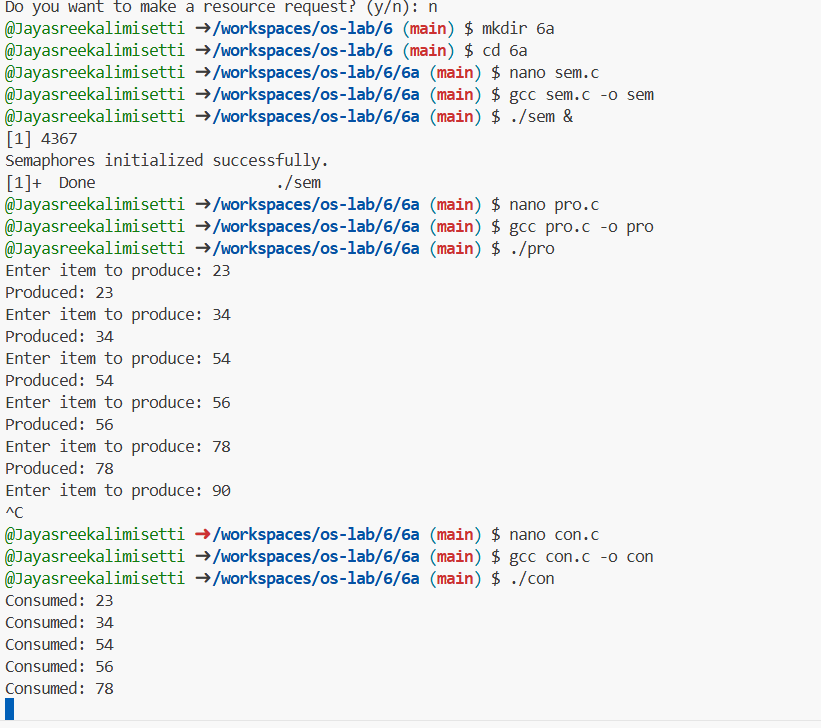 Do you want to make a resource request? (y/n): n
@Jayasreekalimisetti →/workspaces/os-lab/6 (main) $ mkdir 6a
@Jayasreekalimisetti →/workspaces/os-lab/6 (main) $ cd 6a
@Jayasreekalimisetti →/workspaces/os-lab/6/6a (main) $ nano sem.c
@Jayasreekalimisetti →/workspaces/os-lab/6/6a (main) $ gcc sem.c -o sem
@Jayasreekalimisetti →/workspaces/os-lab/6/6a (main) $ ./sem &
[1] 4367
Semaphores initialized successfully.
[1]+  Done                    ./sem
@Jayasreekalimisetti →/workspaces/os-lab/6/6a (main) $ nano pro.c
@Jayasreekalimisetti →/workspaces/os-lab/6/6a (main) $ gcc pro.c -o pro
@Jayasreekalimisetti →/workspaces/os-lab/6/6a (main) $ ./pro
Enter item to produce: 23
Produced: 23
Enter item to produce: 34
Produced: 34
Enter item to produce: 54
Produced: 54
Enter item to produce: 56
Produced: 56
Enter item to produce: 78
Produced: 78
Enter item to produce: 90
^C
@Jayasreekalimisetti →/workspaces/os-lab/6/6a (main) $ nano con.c
@Jayasreekalimisetti →/workspaces/os-lab/6/6a (main) $ gcc con.c -o con
@Jayasreekalimisetti →/workspaces/os-lab/6/6a (main) $ ./con
Consumed: 23
Consumed: 34
Consumed: 54
Consumed: 56
Consumed: 78